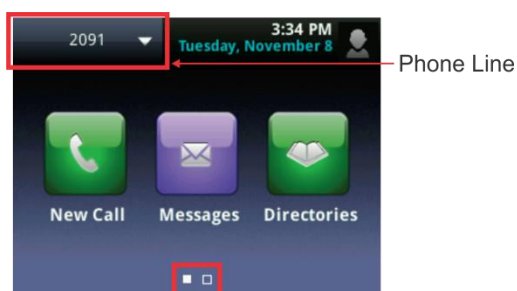 2091
3:34 PM
Tuesday, November 8
Phone Line
New Call Messages Directories